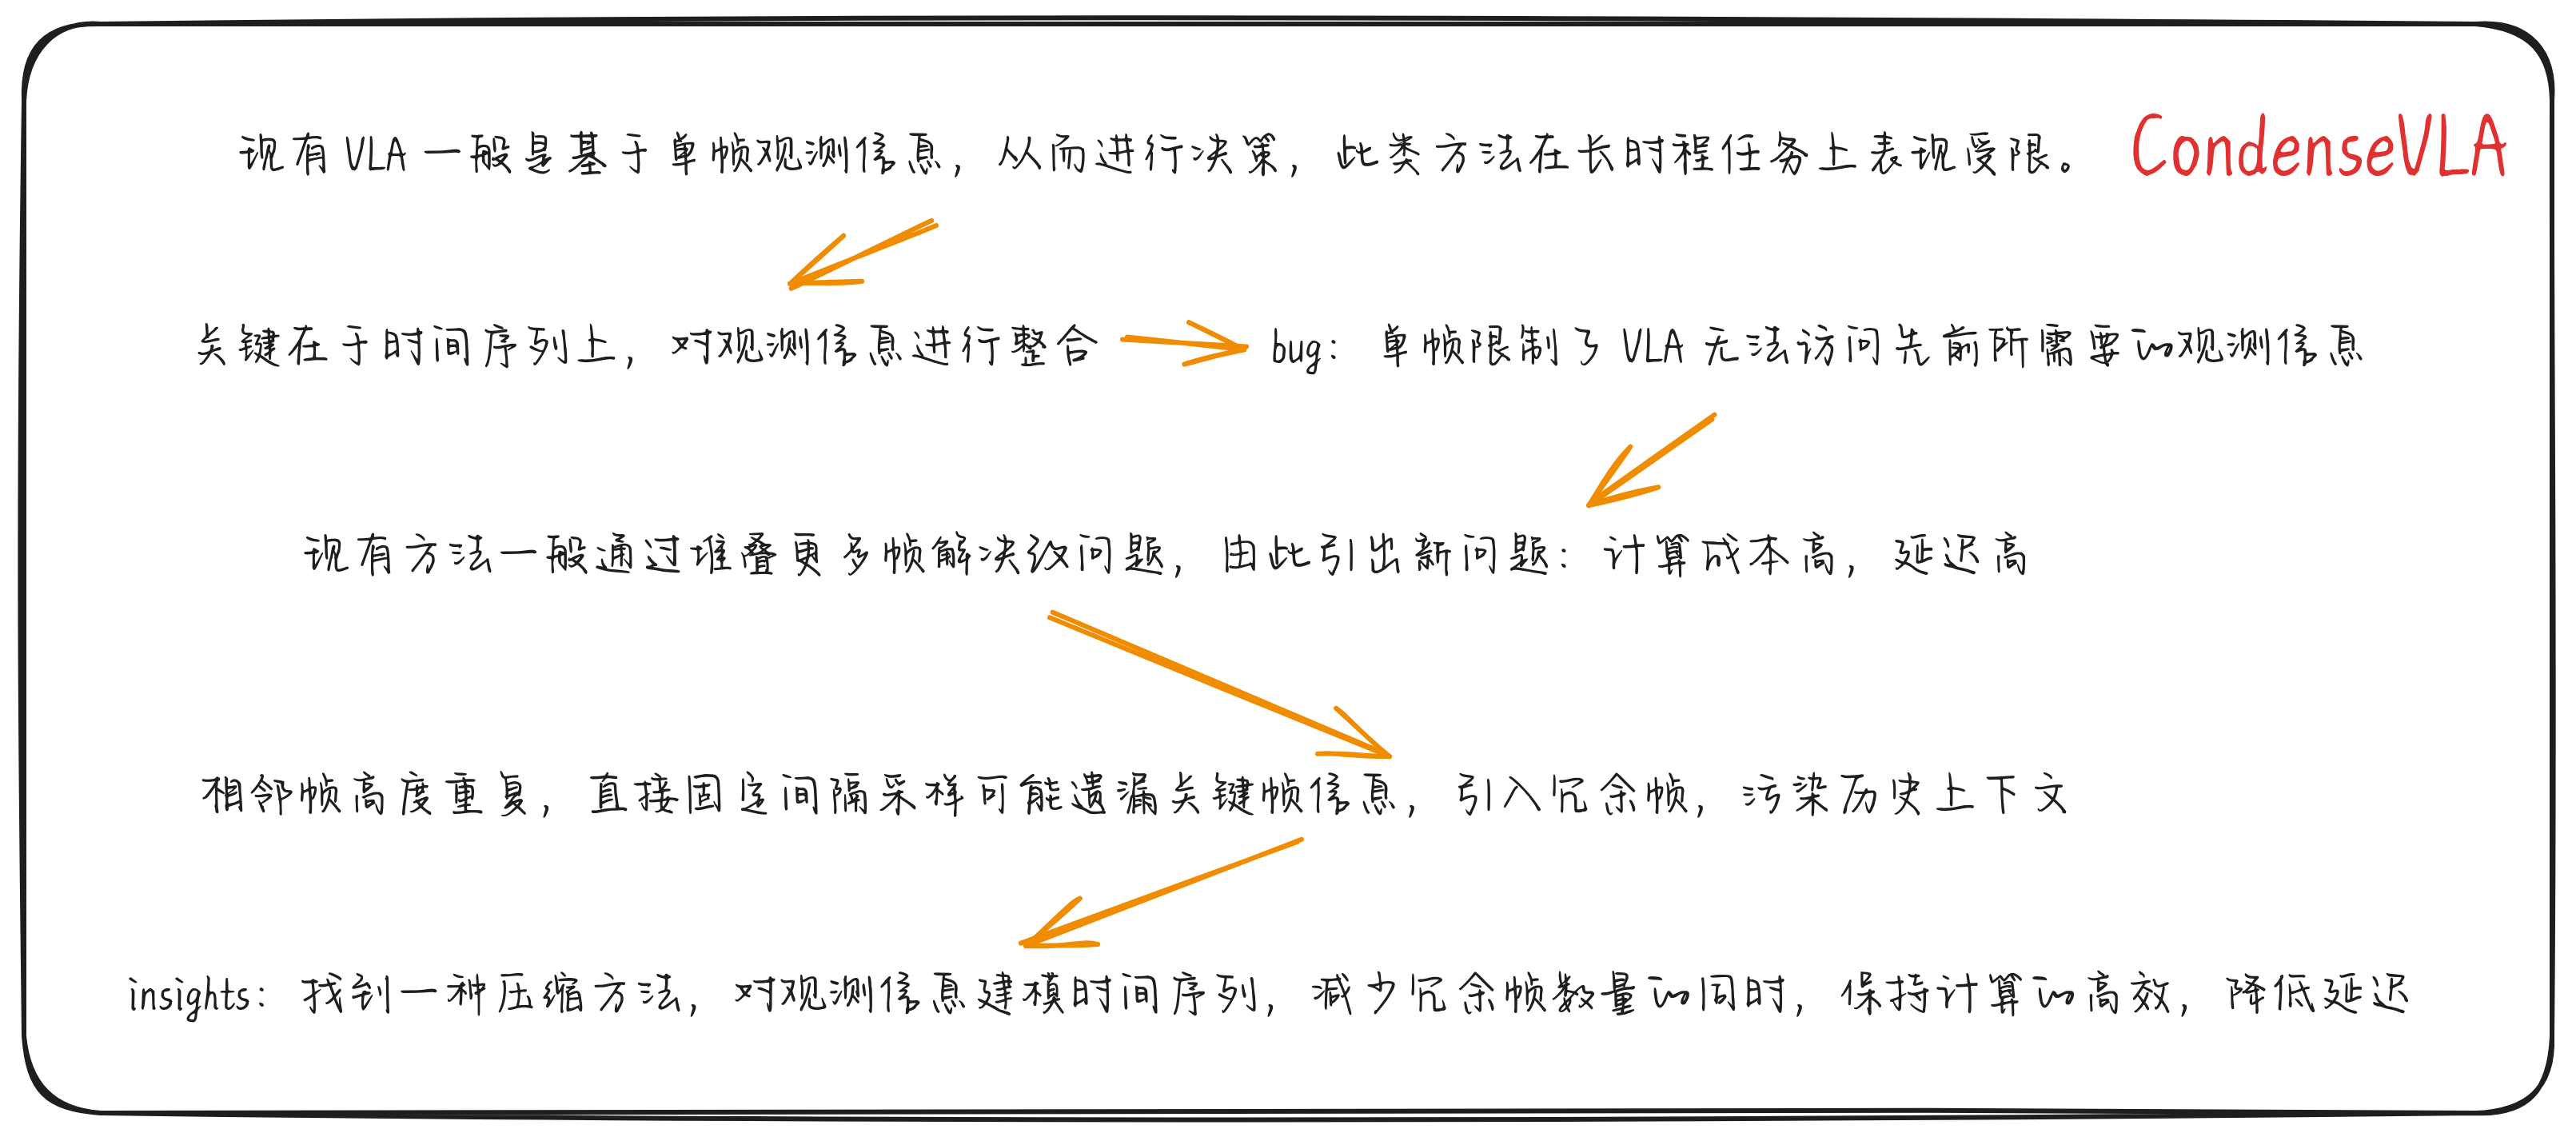 现有 VLA 一般是基于单帧观测信息，从而进行决策，此类方法在长时程任务上表现受限。 CondenseVLA
关键在于时间序列上，对观测信息进行整合 bug：单帧限制了 VLA 无法访问先前所需要的观测信息
现有方法一般通过堆叠更多帧解决改问题，由此引出新问题：计算成本高，延迟高
相邻帧高度重复，直接固定间隔采样可能遗漏关键帧信息，引入冗余帧，污染历史上下文
insights：找到一种压缩方法，对观测信息建模时间序列，减少冗余帧数量的同时，保持计算的高效，降低延迟